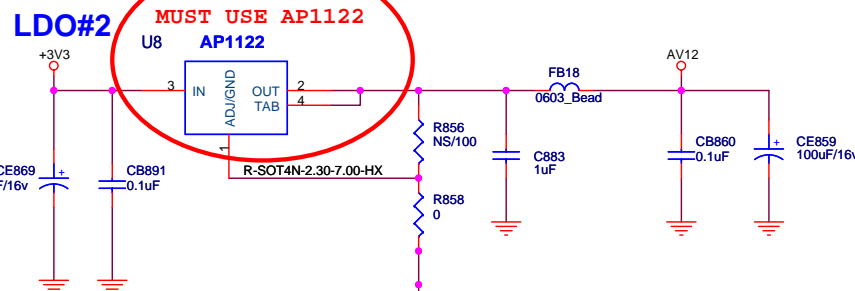 MUST USE AP1122
LDO#2
U8
AP1122
+3V3
AV12
FB18
0603_Bead
3
IN
OUT
2
TAB
4
ADJ/GND
1
R856
NS/100
C883
1uF
CB860
0.1uF
CE859
100uF/16v
CE869
F/16v
CB891
0.1uF
R-SOT4N-2.30-7.00-HX
R858
0